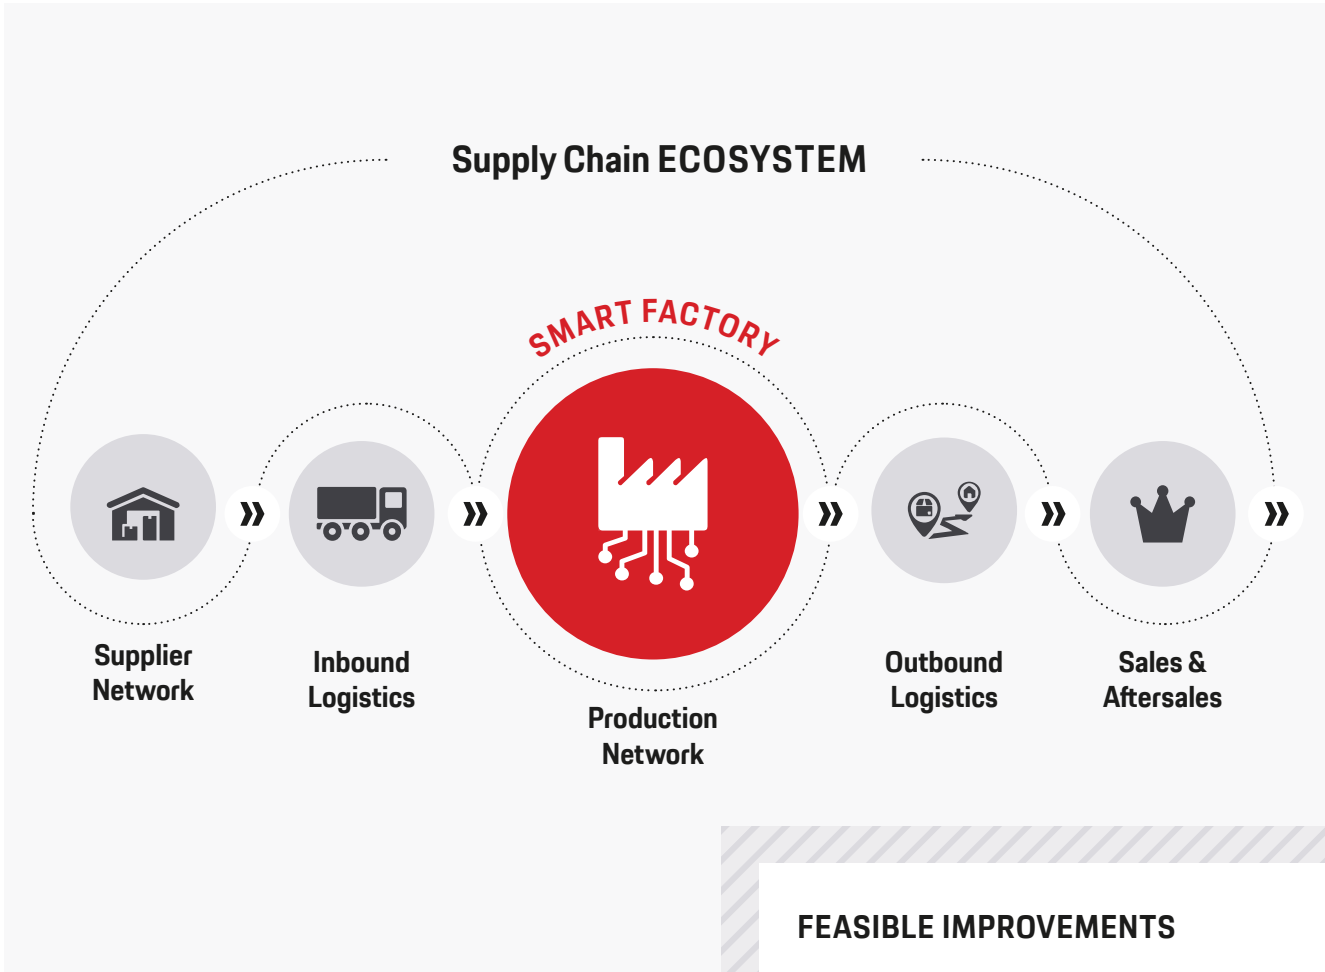 Supply Chain ECOSYSTEM
SMART FACTORY
Supplier
Network
Inbound
Logistics
Production
Network
Outbound
Logistics
Sales &
Aftersales
FEASIBLE IMPROVEMENTS